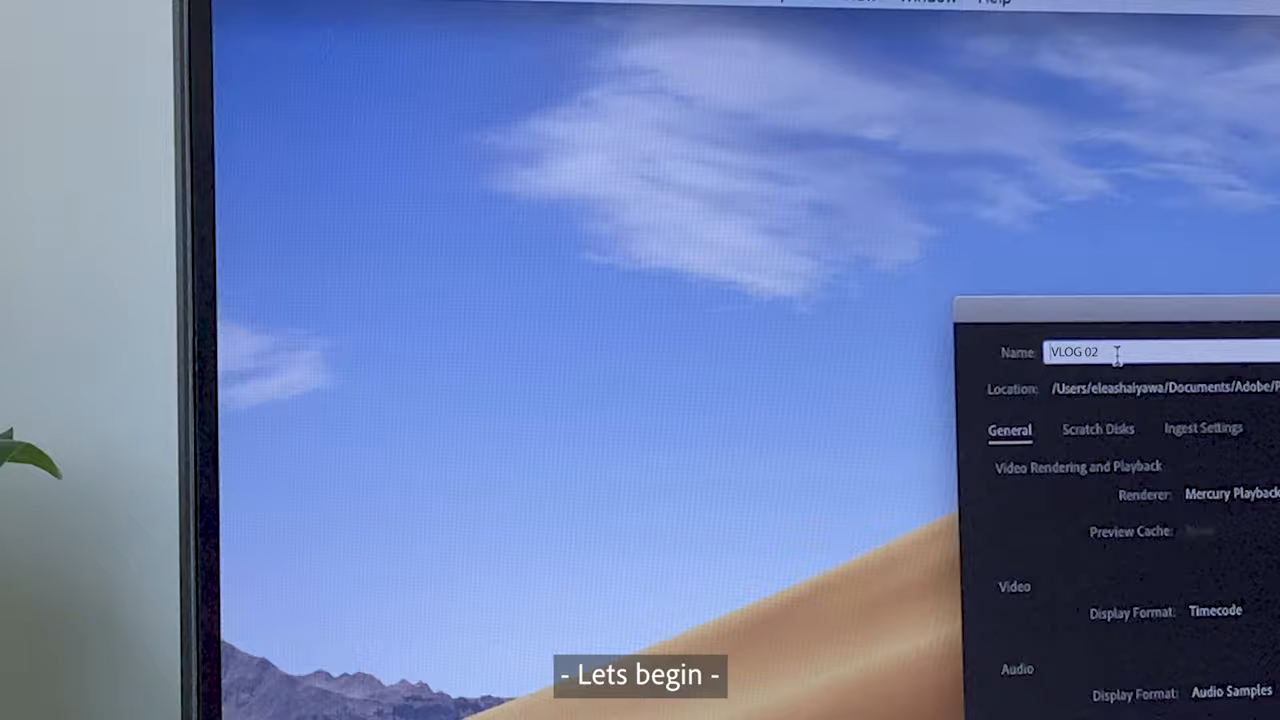 Window Help
Name: VLOG 02
Location: /Users/eleashaiyawa/Documents/Adobe/P
General Scratch Disks Ingest Settings
Video Rendering and Playback
Renderer: Mercury Playback
Preview Cache:
Video
Display Format: Timecode
Audio
Display Format: Audio Samples
- Lets begin -